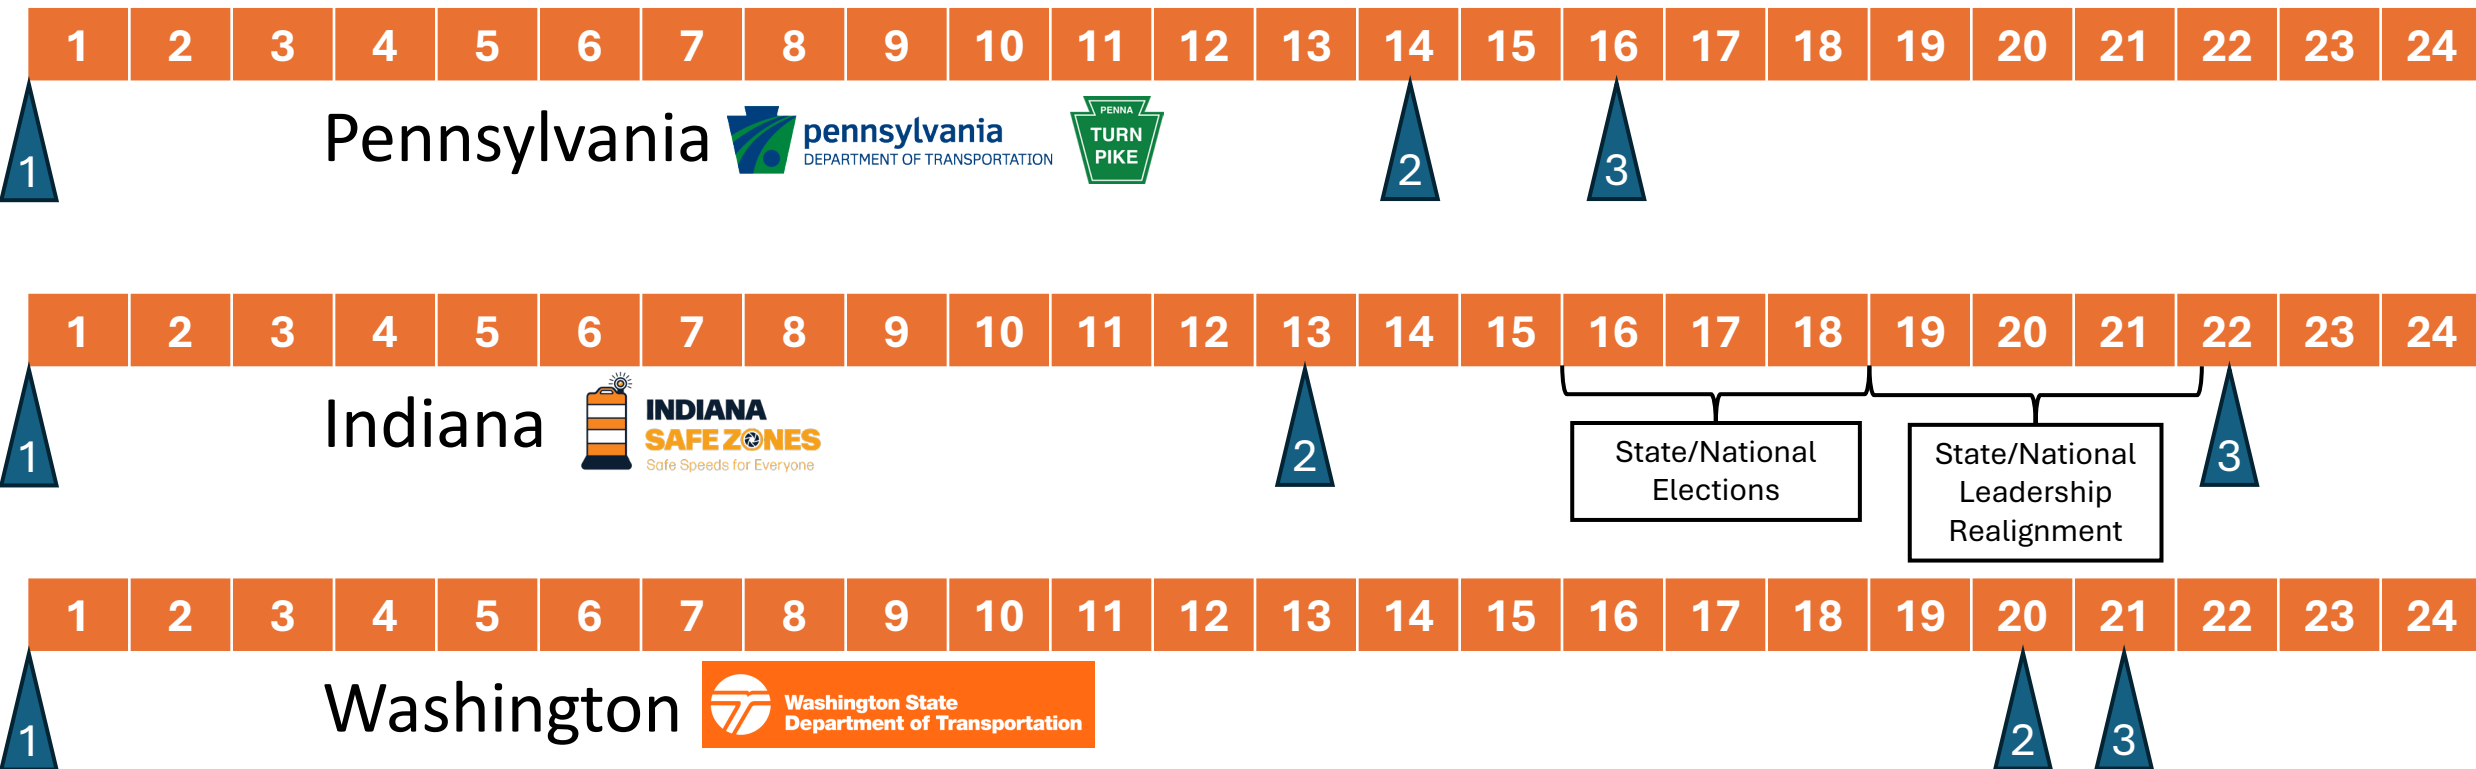 1 2 3 4 5 6 7 8 9 10 11 12 13 14 15 16 17 18 19 20 21 22 23 24
1
Pennsylvania
pennsylvania
DEPARTMENT OF TRANSPORTATION
PENNA
TURN
PIKE
2
3
1 2 3 4 5 6 7 8 9 10 11 12 13 14 15 16 17 18 19 20 21 22 23 24
1
Indiana
INDIANA
SAFE ZONES
Safe Speeds for Everyone
2
State/National
Elections
State/National
Leadership
Realignment
3
1 2 3 4 5 6 7 8 9 10 11 12 13 14 15 16 17 18 19 20 21 22 23 24
1
Washington
Washington State
Department of Transportation
2
3